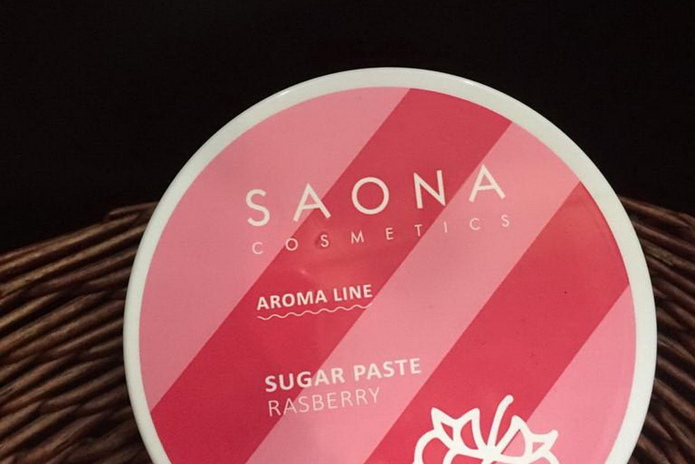 SAONA
COSMETICS
AROMA LINE
SUGAR PASTE
RASBERRY